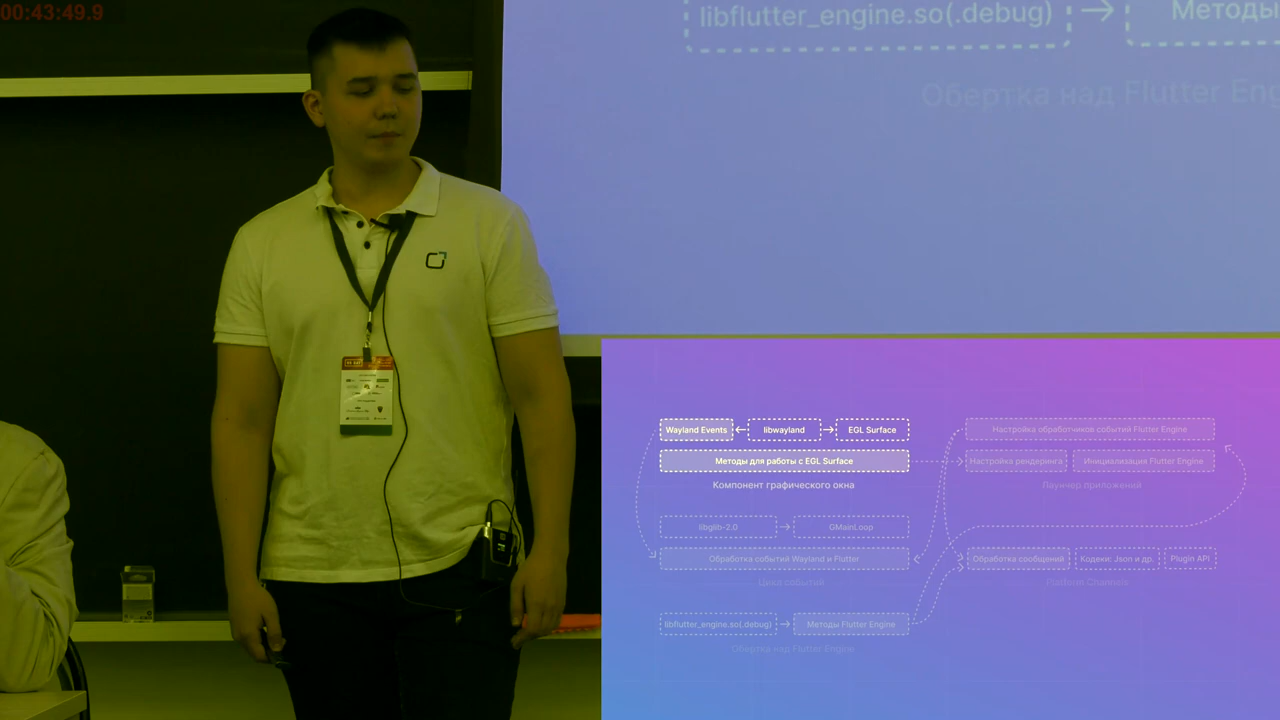 00:43:49.9
libflutter_engine.so(.debug) → Методы
Обертка над Flutter Eng
Wayland Events ← libwayland → EGL Surface
Методы для работы с EGL Surface
Компонент графического окна
libglib-2.0 → GMainLoop
Обработка событий Wayland и Flutter
Цикл событий
libflutter_engine.so(.debug) → Методы Flutter Engine
Обертка над Flutter Engine
Настройка обработчиков событий Flutter Engine
Настройка рендеринга Инициализация Flutter Engine
Лаунчер приложений
Обработка сообщений Кодеки: Json и др. Plugin API
Platform Channels